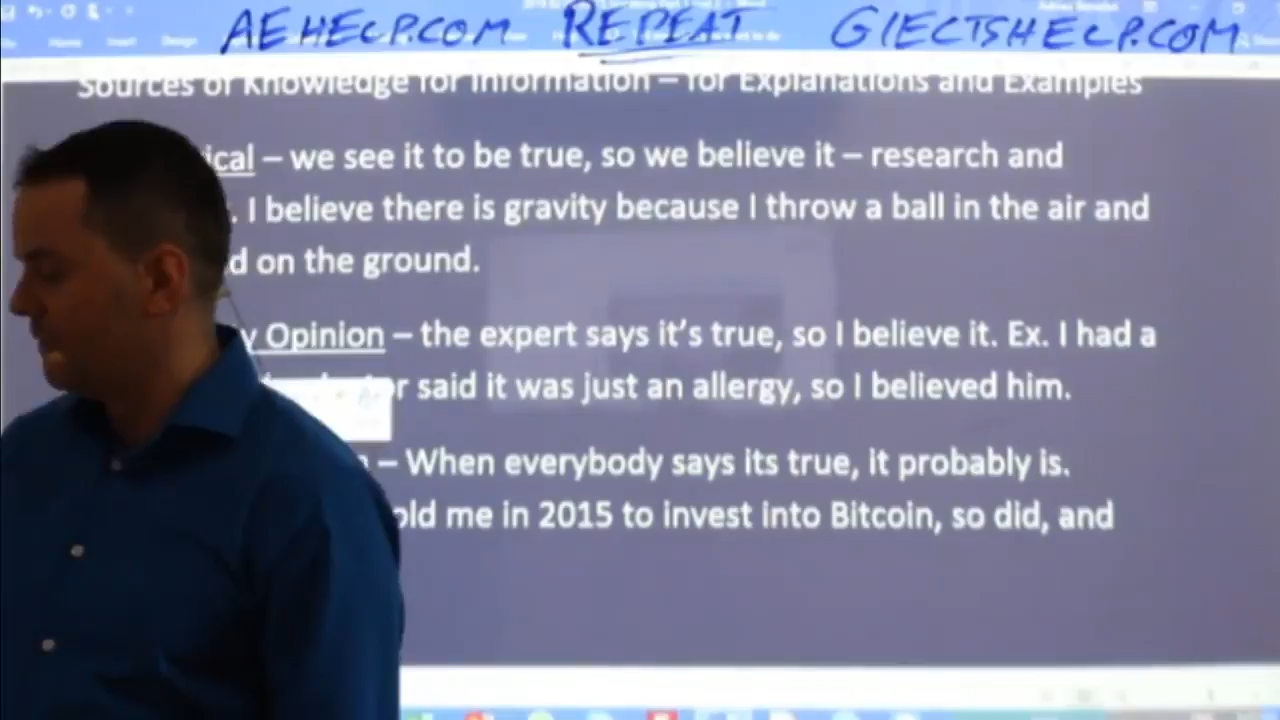 AEHELP.COM REPEAT GIELTSHELP.COM
Home Insert Design
Sources of Knowledge for Information – for Explanations and Examples
ical – we see it to be true, so we believe it – research and
. I believe there is gravity because I throw a ball in the air and
d on the ground.
y Opinion – the expert says it's true, so I believe it. Ex. I had a
or said it was just an allergy, so I believed him.
n – When everybody says its true, it probably is.
old me in 2015 to invest into Bitcoin, so did, and